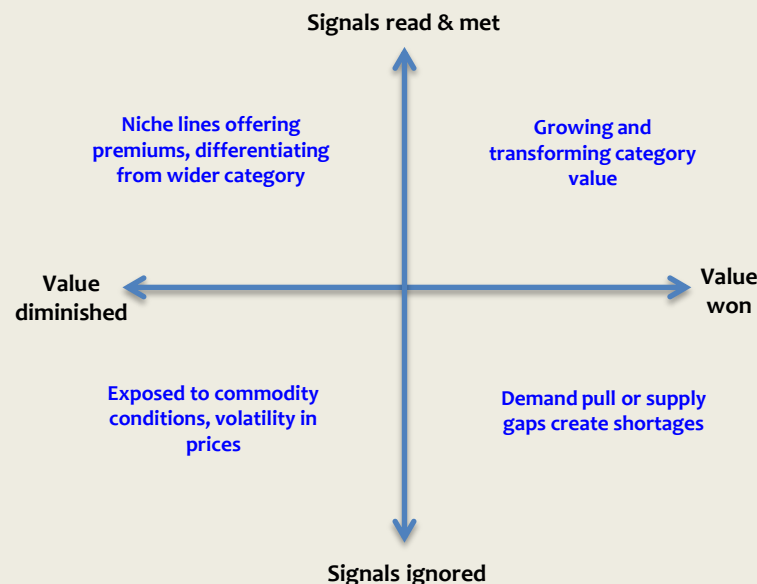 Signals read & met
Niche lines offering
premiums, differentiating
from wider category
Growing and
transforming category
value
Value
diminished
Value
won
Exposed to commodity
conditions, volatility in
prices
Demand pull or supply
gaps create shortages
Signals ignored